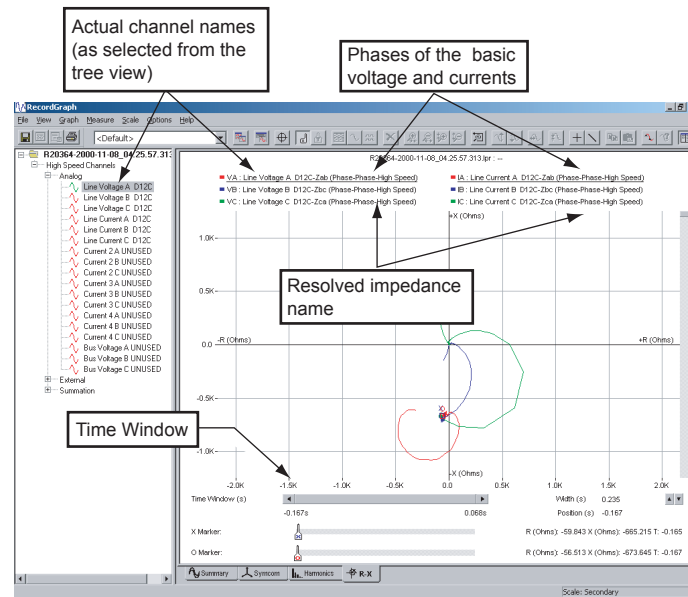 Actual channel names
(as selected from the
tree view)
Phases of the basic
voltage and currents
RecordGraph
File View Graph Measure Scale Options Help
<Default>
R20364-2000-11-08_04.25.57.313
High Speed Channels
Analog
Line Voltage A D12C
Line Voltage B D12C
Line Voltage C D12C
Line Current A D12C
Line Current B D12C
Line Current C D12C
Current 2 A UNUSED
Current 2 B UNUSED
Current 2 C UNUSED
Current 3 A UNUSED
Current 3 B UNUSED
Current 3 C UNUSED
Current 4 A UNUSED
Current 4 B UNUSED
Current 4 C UNUSED
Bus Voltage A UNUSED
Bus Voltage B UNUSED
Bus Voltage C UNUSED
External
Summation
R20364-2000-11-08_04.25.57.313.lpr : --
VA : Line Voltage A D12C-Zab (Phase-Phase-High Speed)
VB : Line Voltage B D12C-Zbc (Phase-Phase-High Speed)
VC : Line Voltage C D12C-Zca (Phase-Phase-High Speed)
IA : Line Current A D12C-Zab (Phase-Phase-High Speed)
IB : Line Current B D12C-Zbc (Phase-Phase-High Speed)
IC : Line Current C D12C-Zca (Phase-Phase-High Speed)
+X (Ohms)
1.0K
0.5K
Resolved impedance
name
0.0
-R (Ohms)
+R (Ohms)
-0.5K
Time Window
-1.0K
-X (Ohms)
-2.0K -1.5K -1.0K -0.5K 0.0 0.5K 1.0K 1.5K 2.0K
Time Window (s)
Width (s) 0.235
-0.167s 0.068s
Position (s) -0.167
X Marker:
R (Ohms): -59.843 X (Ohms): -665.215 T: -0.165
O Marker:
R (Ohms): -56.513 X (Ohms): -673.645 T: -0.167
Summary Symcom Harmonics R-X
Scale: Secondary